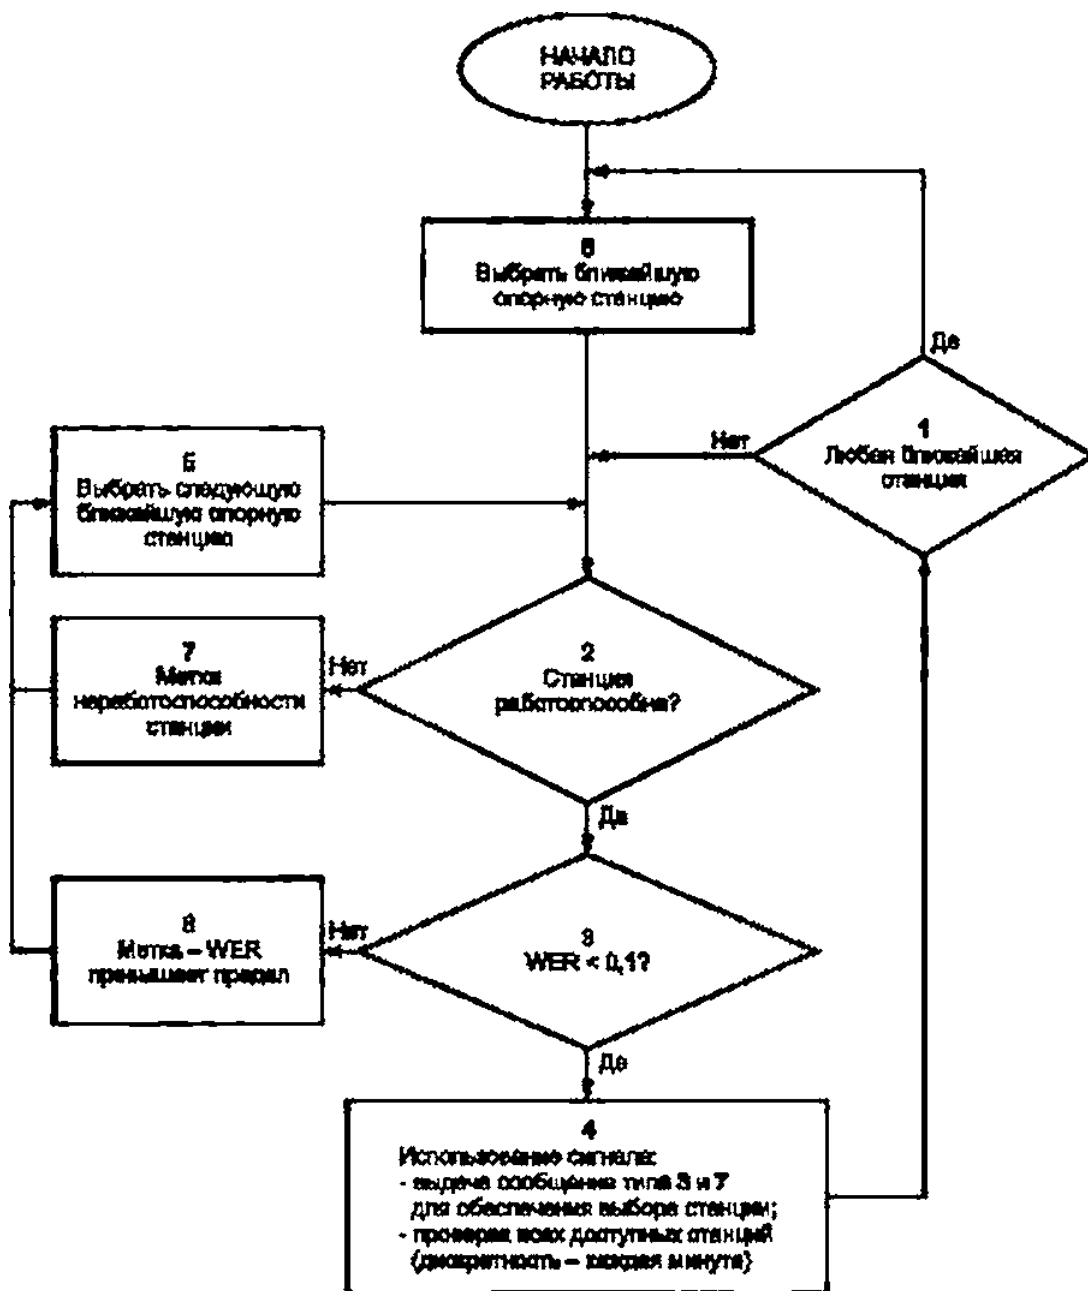 НАЧАЛО
РАБОТЫ
Выбрать ближайшую
опорную станцию
Да
1
Любая ближайшая
станция
Нет
Выбрать следующую
ближайшую опорную
станцию
2
Станция
работоспособна?
Нет
7
Метка
неработоспособности
станции
Да
3
WER < 0,1?
Нет
8
Метка – WER
превышает предел
Да
4
Использование сигнала:
- выдача сообщения типа 3 и 7
для обеспечения выбора станции;
- проверка всех доступных станций
(дискретность – каждая минута)